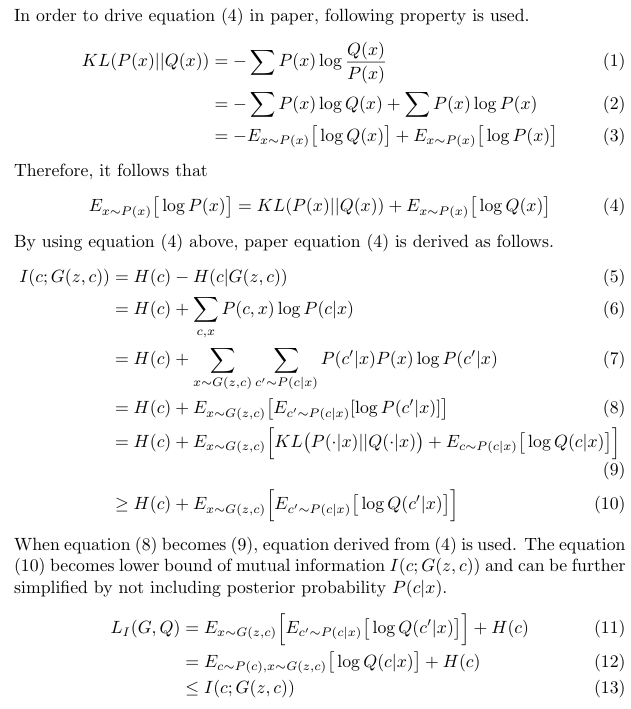 In order to drive equation (4) in paper, following property is used.
KL(P(x)||Q(x)) = − ∑ P(x) log Q(x)/P(x) (1)
= − ∑ P(x) log Q(x) + ∑ P(x) log P(x) (2)
= −E_{x∼P(x)}[log Q(x)] + E_{x∼P(x)}[log P(x)] (3)
Therefore, it follows that
E_{x∼P(x)}[log P(x)] = KL(P(x)||Q(x)) + E_{x∼P(x)}[log Q(x)] (4)
By using equation (4) above, paper equation (4) is derived as follows.
I(c; G(z, c)) = H(c) − H(c|G(z, c)) (5)
= H(c) + ∑_{c,x} P(c, x) log P(c|x) (6)
= H(c) + ∑_{x∼G(z,c)} ∑_{c′∼P(c|x)} P(c′|x)P(x) log P(c′|x) (7)
= H(c) + E_{x∼G(z,c)}[E_{c′∼P(c|x)}[log P(c′|x)]] (8)
= H(c) + E_{x∼G(z,c)}[KL(P(·|x)||Q(·|x)) + E_{c∼P(c|x)}[log Q(c|x)]]
(9)
≥ H(c) + E_{x∼G(z,c)}[E_{c′∼P(c|x)}[log Q(c′|x)]] (10)
When equation (8) becomes (9), equation derived from (4) is used. The equation
(10) becomes lower bound of mutual information I(c; G(z, c)) and can be further
simplified by not including posterior probability P(c|x).
L_I(G, Q) = E_{x∼G(z,c)}[E_{c′∼P(c|x)}[log Q(c′|x)]] + H(c) (11)
= E_{c∼P(c),x∼G(z,c)}[log Q(c|x)] + H(c) (12)
≤ I(c; G(z, c)) (13)